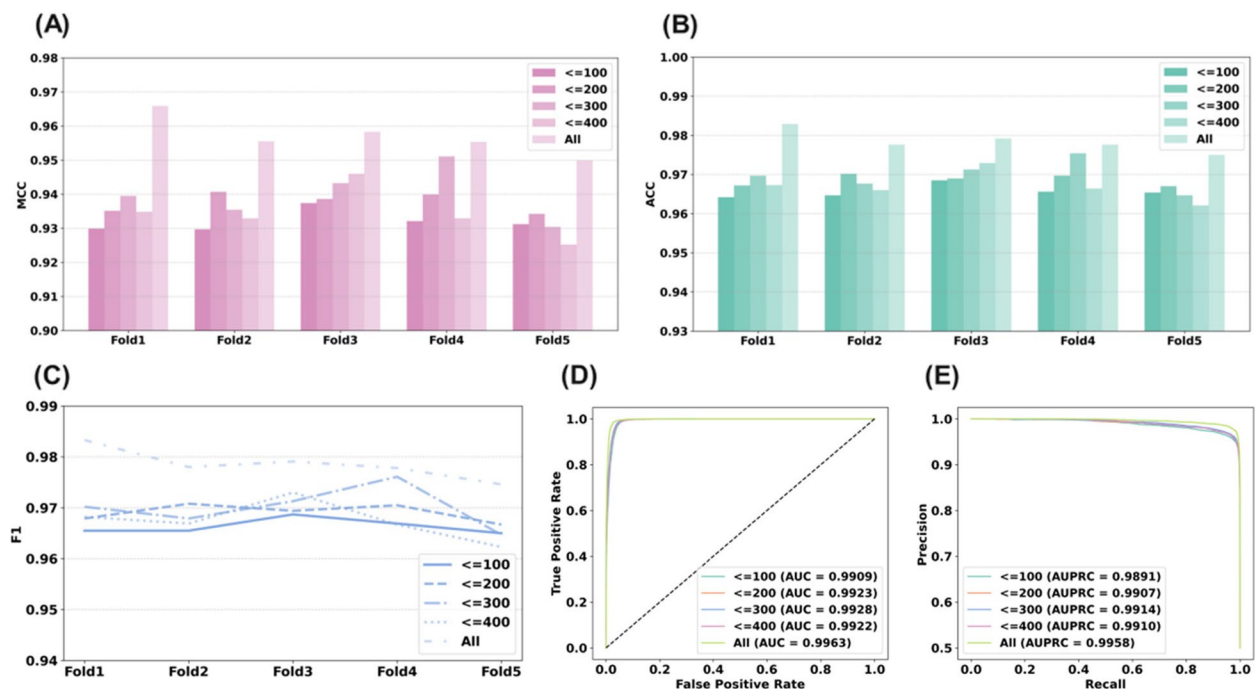 (A)
0.98
0.97
0.96
0.95
0.94
0.93
0.92
0.91
0.90
MCC
Fold1 Fold2 Fold3 Fold4 Fold5
<=100
<=200
<=300
<=400
All
(B)
1.00
0.99
0.98
0.97
0.96
0.95
0.94
0.93
ACC
Fold1 Fold2 Fold3 Fold4 Fold5
<=100
<=200
<=300
<=400
All
(C)
0.99
0.98
0.97
0.96
0.95
0.94
F1
Fold1 Fold2 Fold3 Fold4 Fold5
<=100
<=200
<=300
<=400
All
(D)
1.0
0.8
0.6
0.4
0.2
0.0
True Positive Rate
<=100 (AUC = 0.9909)
<=200 (AUC = 0.9923)
<=300 (AUC = 0.9928)
<=400 (AUC = 0.9922)
All (AUC = 0.9963)
0.0 0.2 0.4 0.6 0.8 1.0
False Positive Rate
(E)
1.0
0.9
0.8
0.7
0.6
0.5
Precision
<=100 (AUPRC = 0.9891)
<=200 (AUPRC = 0.9907)
<=300 (AUPRC = 0.9914)
<=400 (AUPRC = 0.9910)
All (AUPRC = 0.9958)
0.0 0.2 0.4 0.6 0.8 1.0
Recall